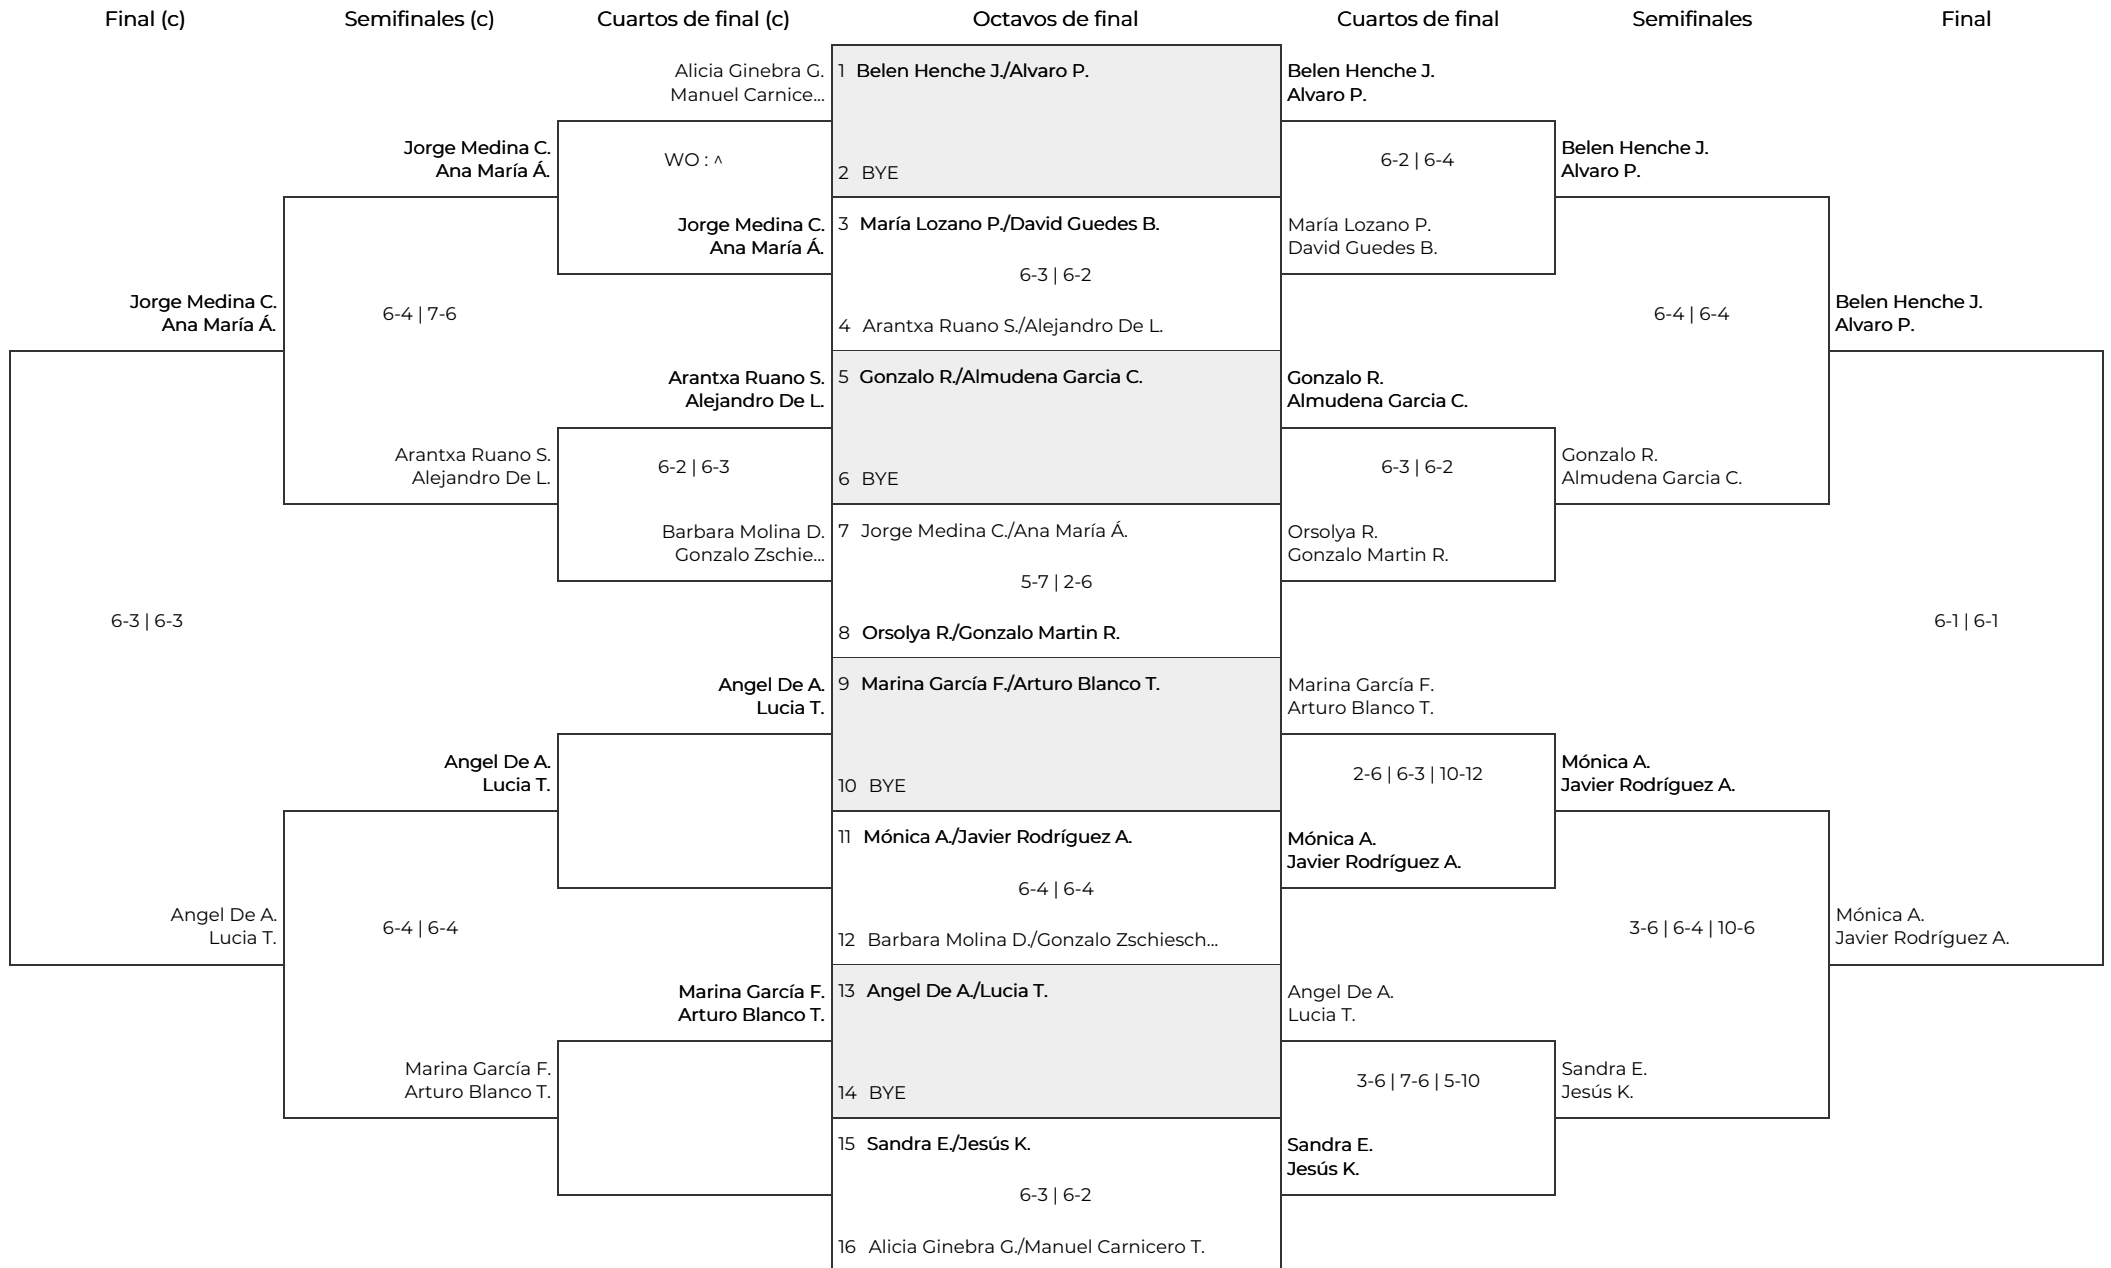 Final (c)
Semifinales (c)
Cuartos de final (c)
Octavos de final
Cuartos de final
Semifinales
Final
Jorge Medina C.
Ana María Á.
6-3 | 6-3
Angel De A.
Lucia T.
Jorge Medina C.
Ana María Á.
6-4 | 7-6
Arantxa Ruano S.
Alejandro De L.
Angel De A.
Lucia T.
6-4 | 6-4
Marina García F.
Arturo Blanco T.
Alicia Ginebra G.
Manuel Carnice...
WO : ^
Jorge Medina C.
Ana María Á.
Arantxa Ruano S.
Alejandro De L.
6-2 | 6-3
Barbara Molina D.
Gonzalo Zschie...
Angel De A.
Lucia T.
Marina García F.
Arturo Blanco T.
1 Belen Henche J./Alvaro P.
2 BYE
3 María Lozano P./David Guedes B.
6-3 | 6-2
4 Arantxa Ruano S./Alejandro De L.
5 Gonzalo R./Almudena Garcia C.
6 BYE
7 Jorge Medina C./Ana María Á.
5-7 | 2-6
8 Orsolya R./Gonzalo Martin R.
9 Marina García F./Arturo Blanco T.
10 BYE
11 Mónica A./Javier Rodríguez A.
6-4 | 6-4
12 Barbara Molina D./Gonzalo Zschiesch...
13 Angel De A./Lucia T.
14 BYE
15 Sandra E./Jesús K.
6-3 | 6-2
16 Alicia Ginebra G./Manuel Carnicero T.
Belen Henche J.
Alvaro P.
6-2 | 6-4
María Lozano P.
David Guedes B.
Gonzalo R.
Almudena Garcia C.
6-3 | 6-2
Orsolya R.
Gonzalo Martin R.
Marina García F.
Arturo Blanco T.
2-6 | 6-3 | 10-12
Mónica A.
Javier Rodríguez A.
Angel De A.
Lucia T.
3-6 | 7-6 | 5-10
Sandra E.
Jesús K.
Belen Henche J.
Alvaro P.
6-4 | 6-4
Gonzalo R.
Almudena Garcia C.
Mónica A.
Javier Rodríguez A.
3-6 | 6-4 | 10-6
Sandra E.
Jesús K.
Belen Henche J.
Alvaro P.
6-1 | 6-1
Mónica A.
Javier Rodríguez A.